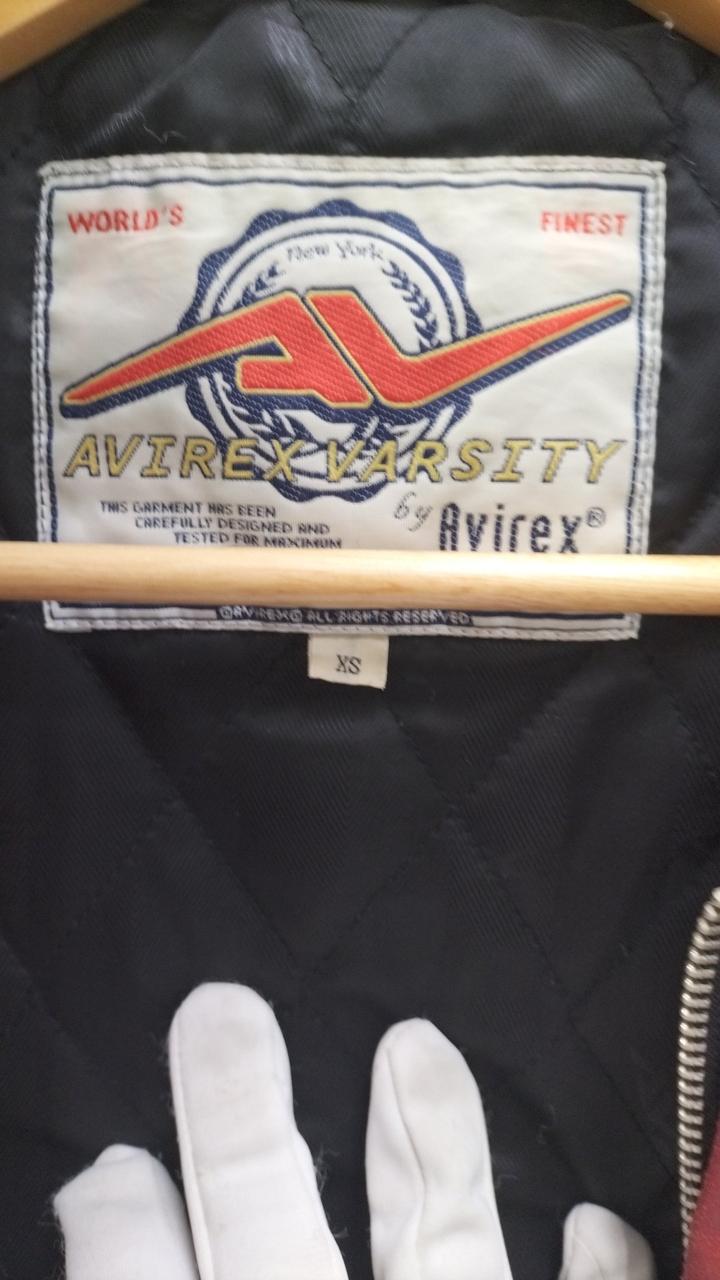 WORLD'S FINEST
New York
AVIREX VARSITY
by Avirex®
THIS GARMENT HAS BEEN
CAREFULLY DESIGNED AND
TESTED FOR MAXIMUM
©AVIREX® ALL RIGHTS RESERVED
XS